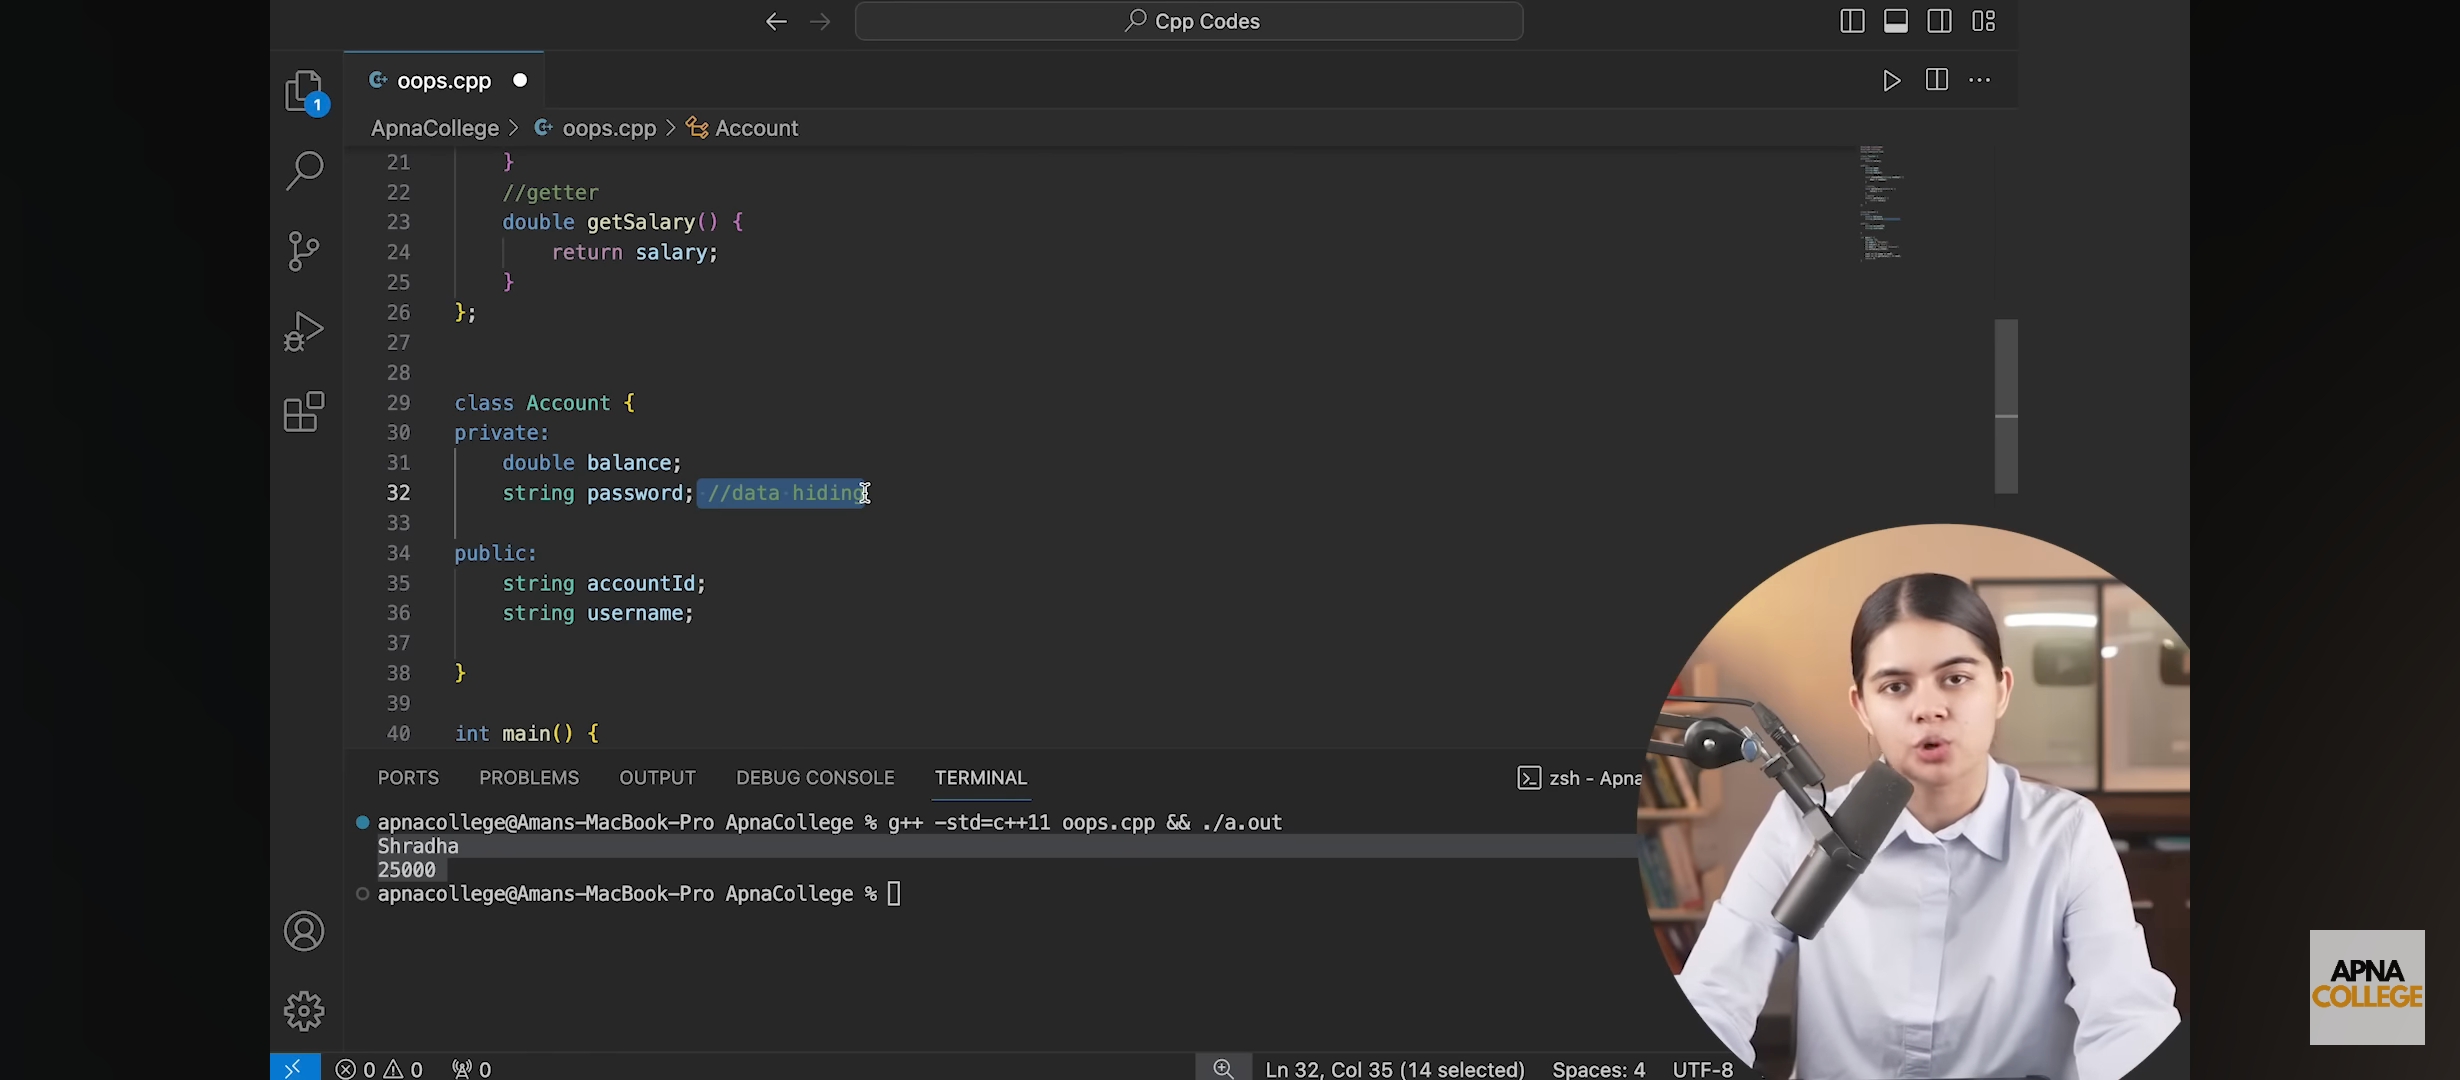 Cpp Codes
oops.cpp
1
ApnaCollege > oops.cpp > Account
21 }
22 //getter
23 double getSalary() {
24 return salary;
25 }
26 };
27
28
29 class Account {
30 private:
31 double balance;
32 string password; //data hiding
33
34 public:
35 string accountId;
36 string username;
37
38 }
39
40 int main() {
PORTS PROBLEMS OUTPUT DEBUG CONSOLE TERMINAL zsh - Apna
apnacollege@Amans-MacBook-Pro ApnaCollege % g++ -std=c++11 oops.cpp && ./a.out
Shradha
25000
apnacollege@Amans-MacBook-Pro ApnaCollege %
0 0 0 Ln 32, Col 35 (14 selected) Spaces: 4 UTF-8
APNA
COLLEGE